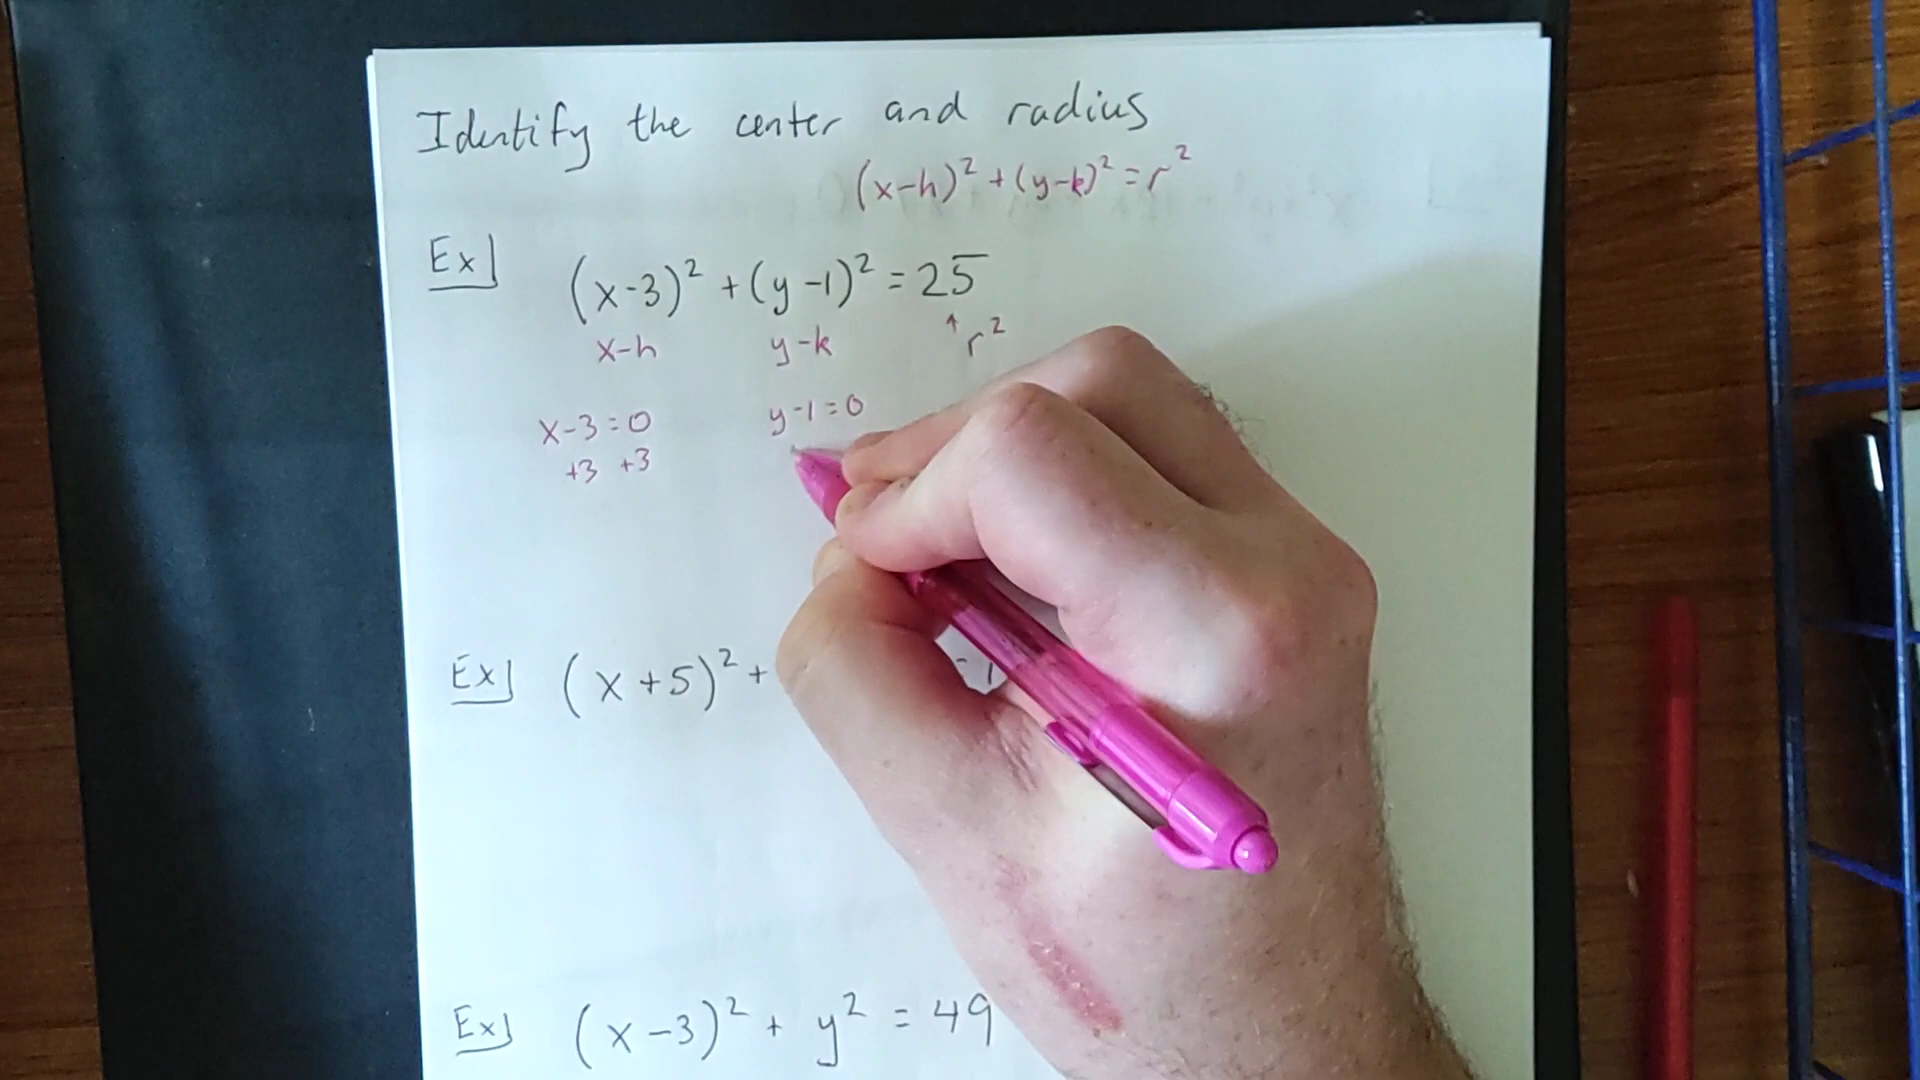 Identify the center and radius
(x-h)² + (y-k)² = r²
Ex] (x-3)² + (y-1)² = 25
x-h y-k ↑ r²
x-3=0 y-1=0
+3 +3
Ex] (x+5)² +
Ex] (x-3)² + y² = 49